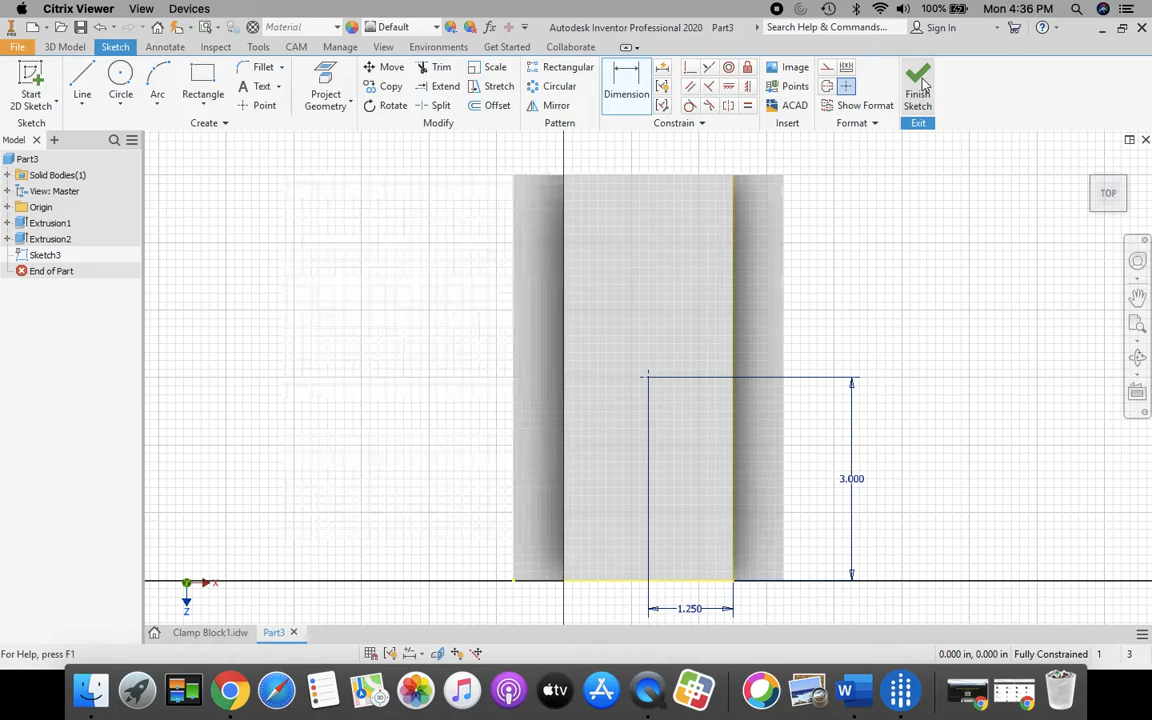 Citrix Viewer View Devices 100% Mon 4:36 PM
PRO Material Default Autodesk Inventor Professional 2020 Part3 Search Help & Commands... Sign In
File 3D Model Sketch Annotate Inspect Tools CAM Manage View Environments Get Started Collaborate
Start 2D Sketch Line Circle Arc Rectangle Fillet Text Point Project Geometry Move Copy Rotate Trim Extend Split Scale Stretch Offset Rectangular Circular Mirror Dimension Image Points ACAD Show Format Finish Sketch
Sketch Create Modify Pattern Constrain Insert Format Exit
Model
Part3
Solid Bodies(1)
View: Master
Origin
Extrusion1
Extrusion2
Sketch3
End of Part
TOP
3.000
1.250
X
Z
Clamp Block1.idw Part3
For Help, press F1 0.000 in, 0.000 in Fully Constrained 1 3
tv W